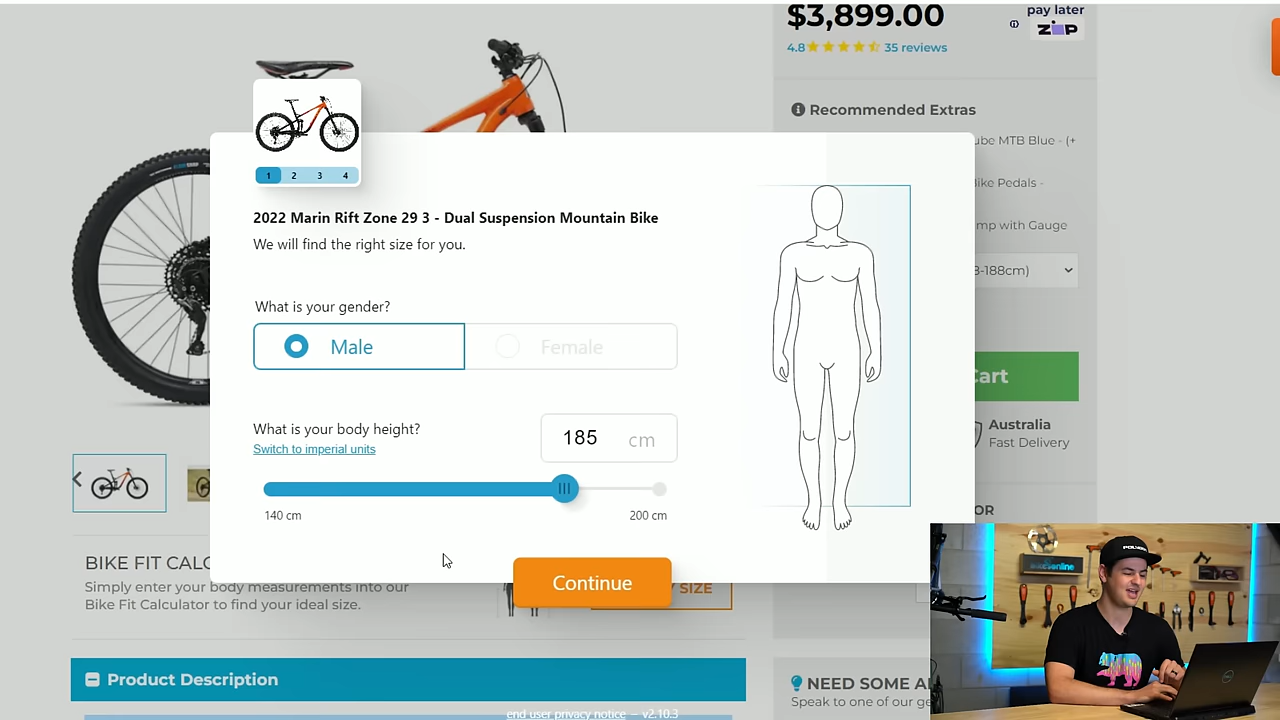 $3,899.00
pay later
zip
4.8
35 reviews
Recommended Extras
ube MTB Blue - (+
Bike Pedals -
mp with Gauge
-188cm)
Cart
Australia
Fast Delivery
1 2 3 4
2022 Marin Rift Zone 29 3 - Dual Suspension Mountain Bike
We will find the right size for you.
What is your gender?
Male
Female
What is your body height?
Switch to imperial units
185 cm
140 cm
200 cm
Continue
BIKE FIT CALC
Simply enter your body measurements into our
Bike Fit Calculator to find your ideal size.
SIZE
OR
Product Description
NEED SOME A
Speak to one of our ge
end user privacy notice – v2.10.3